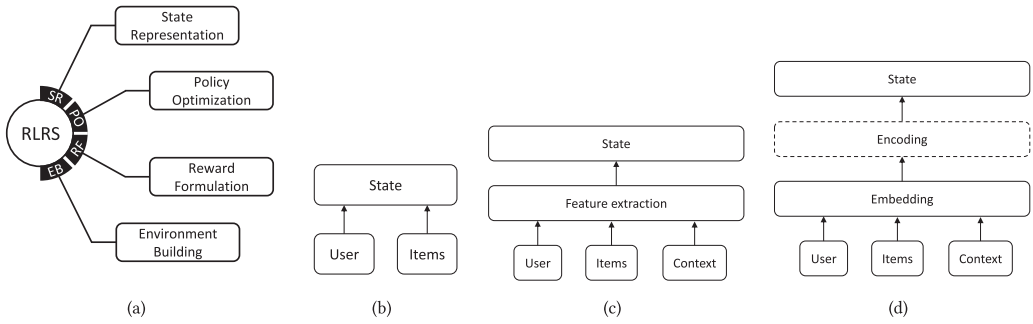 State
Representation
Policy
Optimization
RLRS
SR
PO
RF
EB
Reward
Formulation
Environment
Building
(a)
State
User
Items
(b)
State
Feature extraction
User
Items
Context
(c)
State
Encoding
Embedding
User
Items
Context
(d)